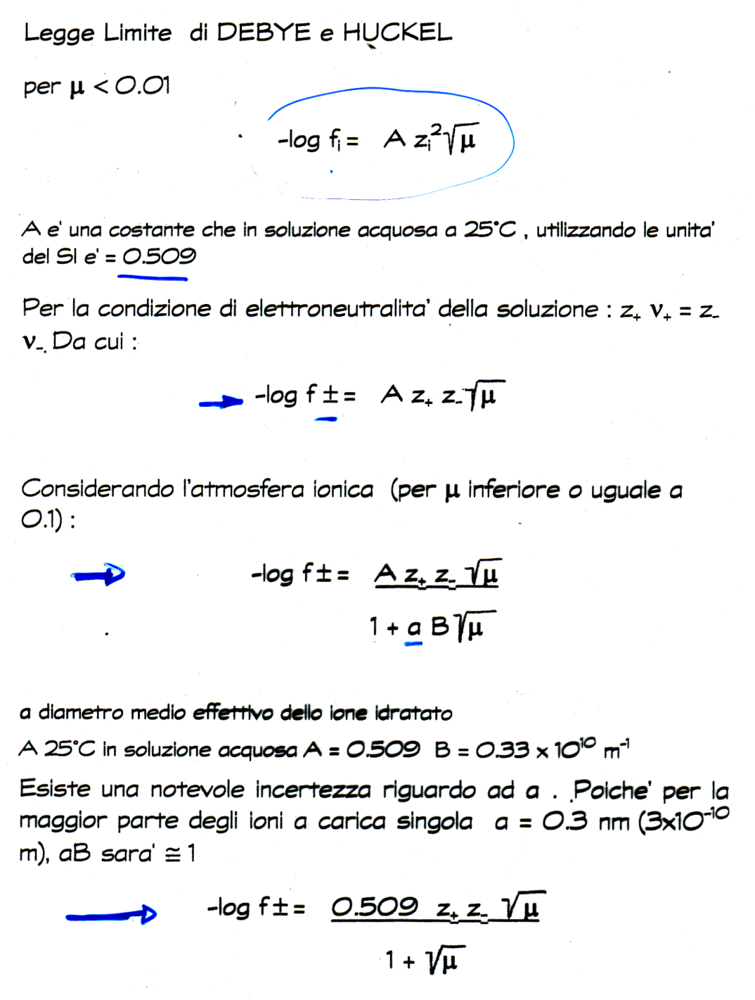 Legge Limite di DEBYE e HUCKEL
per μ < 0.01
-log fᵢ = A zᵢ²√μ
A e' una costante che in soluzione acquosa a 25°C , utilizzando le unita'
del SI e' = 0.509
Per la condizione di elettroneutralita' della soluzione : z₊ ν₊ = z₋
ν₋. Da cui :
-log f ± = A z₊ z₋√μ
Considerando l'atmosfera ionica (per μ inferiore o uguale a
0.1) :
-log f± = A z₊ z₋ √μ
1 + a B√μ
a diametro medio effettivo dello ione idratato
A 25°C in soluzione acquosa A = 0.509 B = 0.33 x 10¹⁰ m⁻¹
Esiste una notevole incertezza riguardo ad a . Poiche' per la
maggior parte degli ioni a carica singola a = 0.3 nm (3x10⁻¹⁰
m), aB sara' ≅ 1
-log f± = 0.509 z₊ z₋ √μ
1 + √μ